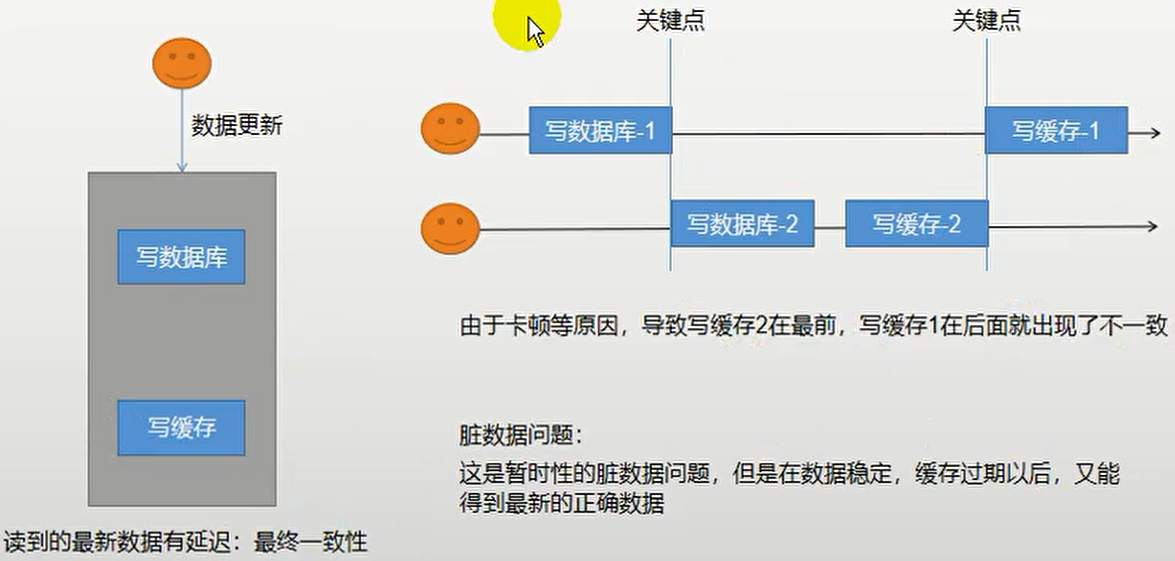 数据更新
写数据库
写缓存
读到的最新数据有延迟：最终一致性
关键点
关键点
写数据库-1
写缓存-1
写数据库-2
写缓存-2
由于卡顿等原因，导致写缓存2在最前，写缓存1在后面就出现了不一致
脏数据问题：
这是暂时性的脏数据问题，但是在数据稳定，缓存过期以后，又能
得到最新的正确数据